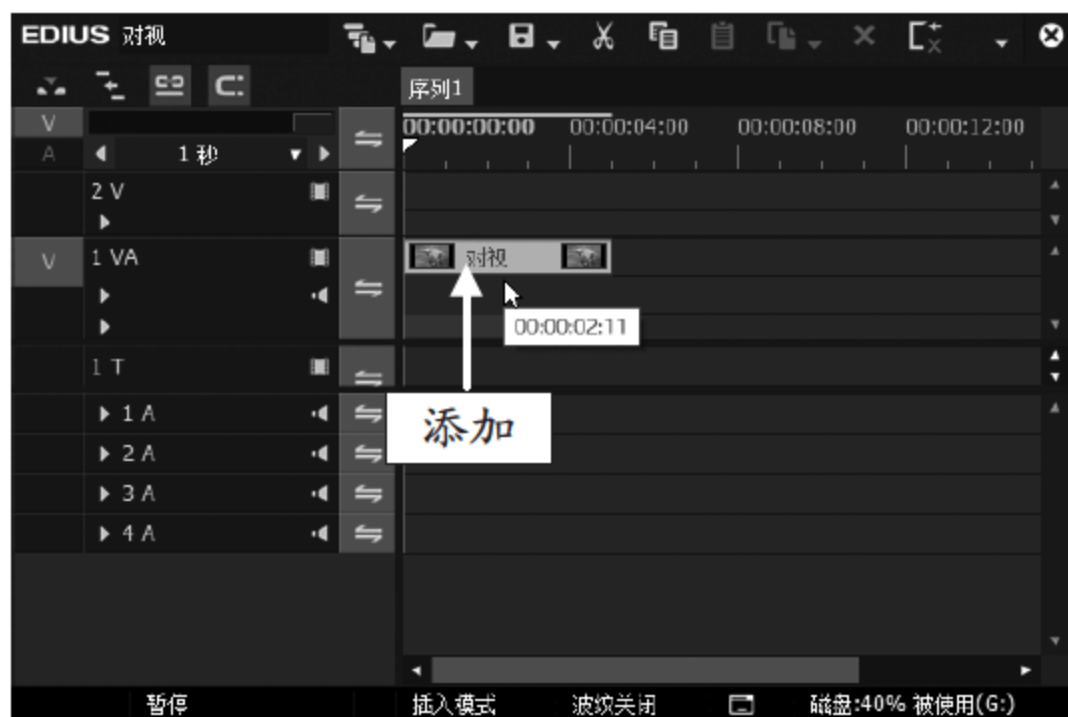 EDIUS 对视
序列1
V
A
1秒
00:00:00:00 00:00:04:00 00:00:08:00 00:00:12:00
2 V
V
1 VA
对视
00:00:02:11
1 T
添加
1 A
2 A
3 A
4 A
暂停 插入模式 波纹关闭 磁盘:40% 被使用(G:)